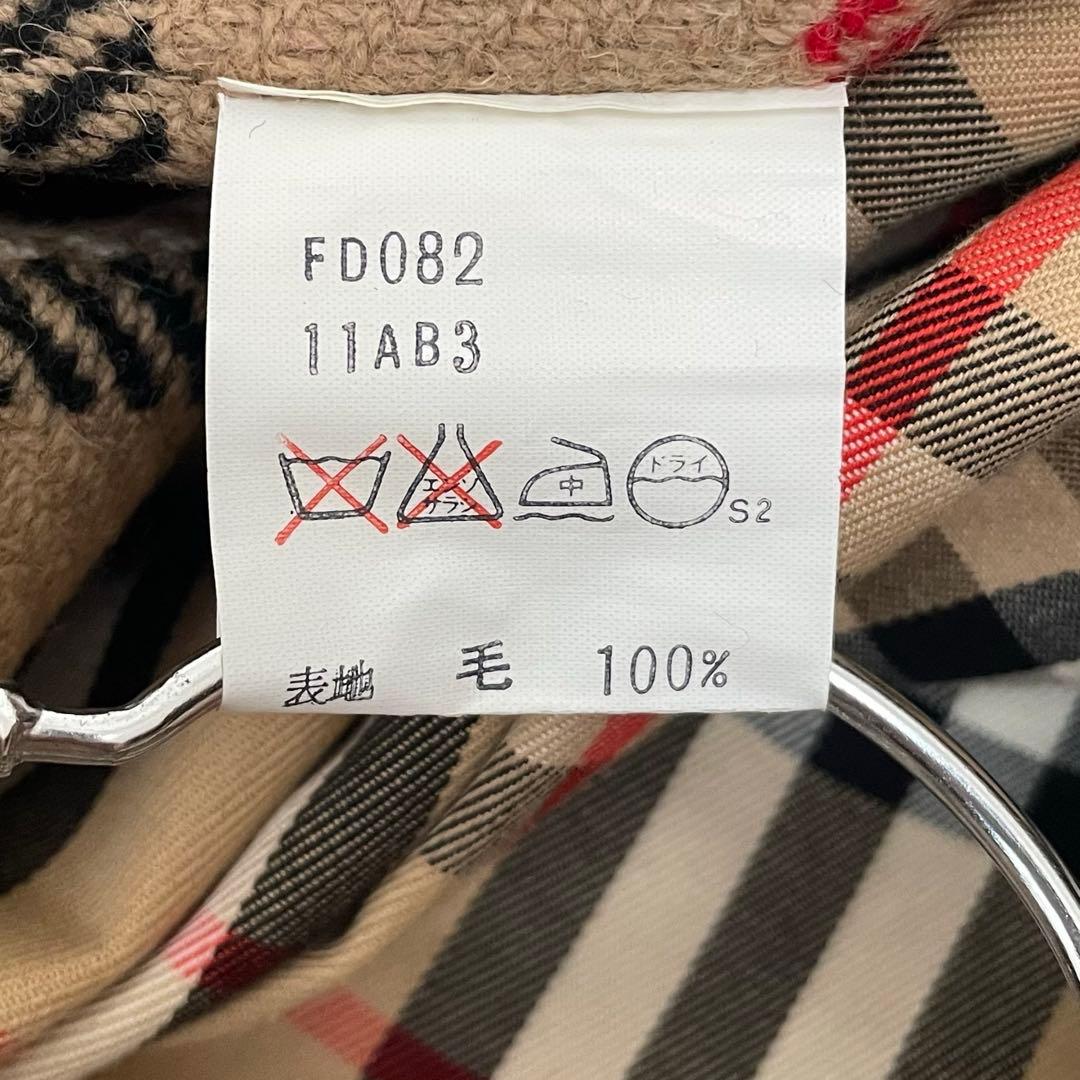 FD082
11AB3
エンソ
サラシ
中
ドライ
S2
表地 毛 100%